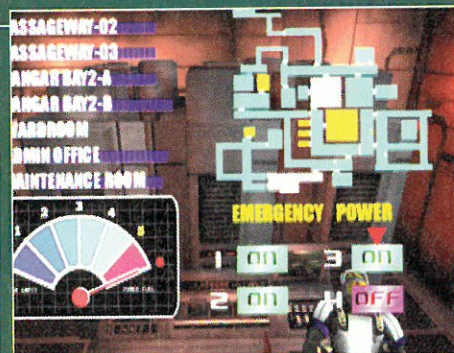 ASSAGEWAY-02
ASSAGEWAY-03
ANGAR BAY2-A
ANGAR BAY2-B
ARDROOM
DMIN OFFICE
AINTENANCE ROOM
1 2 3 4 5
EMERGENCY POWER
1 ON 3 ON
2 ON 4 OFF